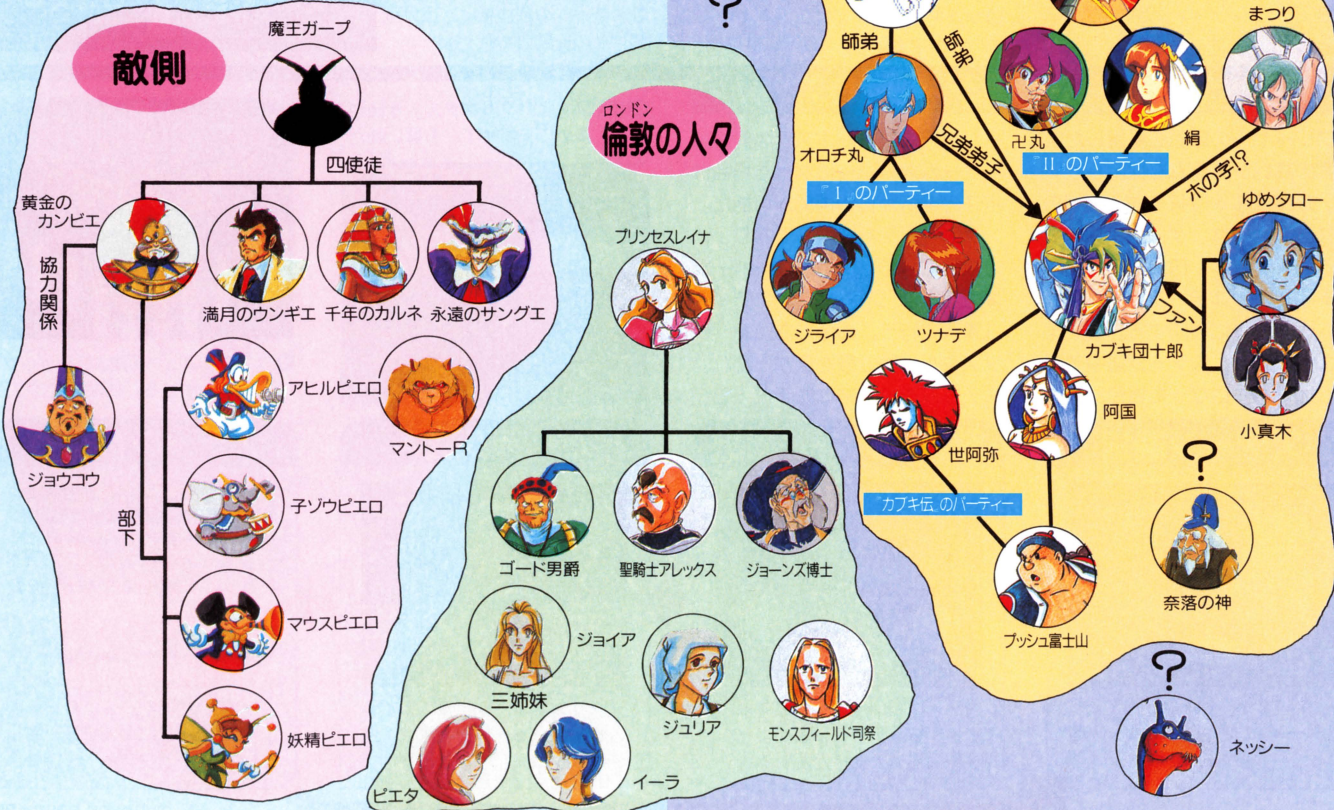 敵側
魔王ガープ
四使徒
黄金の
カンビエ
満月のウンギエ
千年のカルネ
永遠のサングエ
協力関係
ジョウコウ
部下
アヒルピエロ
マントーR
子ゾウピエロ
マウスピエロ
妖精ピエロ
ロンドン
倫敦の人々
プリンセスレイナ
ゴード男爵
聖騎士アレックス
ジョーンズ博士
ジョイア
三姉妹
ピエタ
イーラ
ジュリア
モンスフィールド司祭
?
師弟
師弟
まつり
オロチ丸
兄弟弟子
卍丸
絹
『II』のパーティー
『I』のパーティー
ホの字!?
ゆめタロー
ジライア
ツナデ
カブキ団十郎
ファン
小真木
世阿弥
阿国
『カブキ伝』のパーティー
ブッシュ富士山
?
奈落の神
?
ネッシー